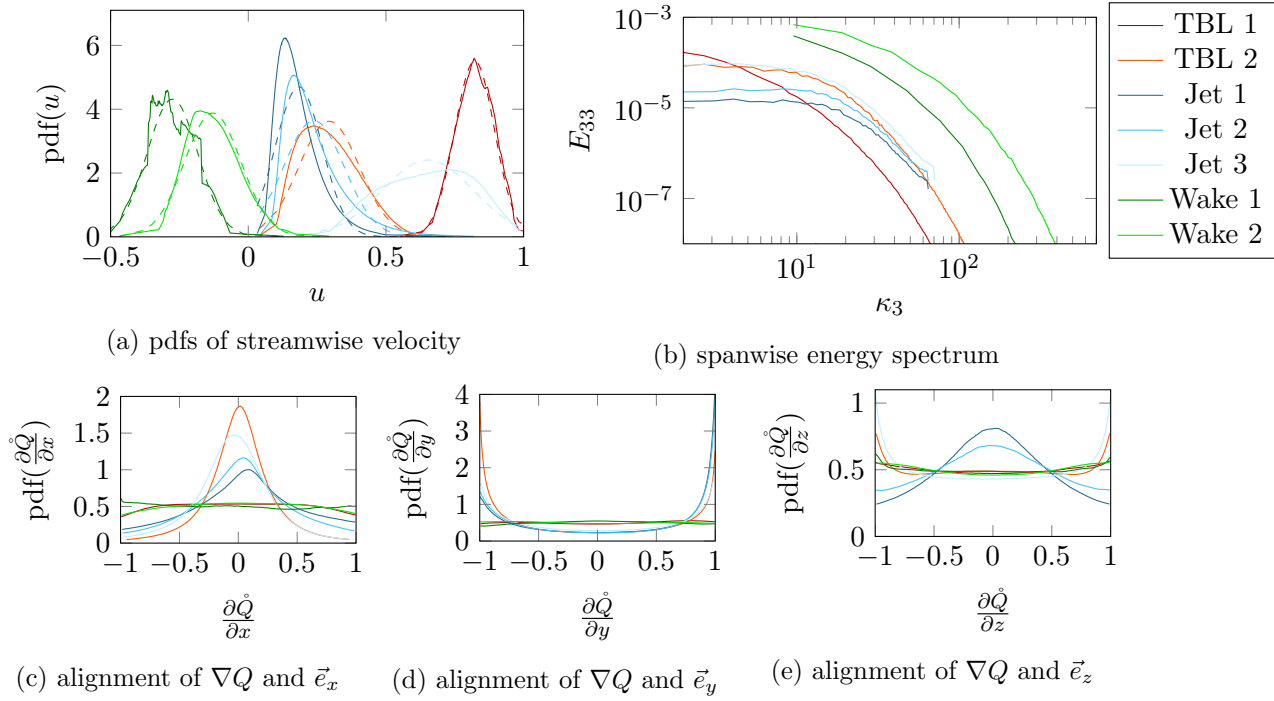 6
4
2
0
pdf(u)
−0.5
0
0.5
1
u
(a) pdfs of streamwise velocity
10⁻³
10⁻⁵
10⁻⁷
E₃₃
10¹
10²
κ₃
(b) spanwise energy spectrum
TBL 1
TBL 2
Jet 1
Jet 2
Jet 3
Wake 1
Wake 2
2
1.5
1
0.5
0
pdf(∂Q̊/∂x)
−1
−0.5
0
0.5
1
∂Q̊/∂x
(c) alignment of ∇Q and e⃗ₓ
4
3
2
1
0
pdf(∂Q̊/∂y)
−1
−0.5
0
0.5
1
∂Q̊/∂y
(d) alignment of ∇Q and e⃗_y
1
0.5
0
pdf(∂Q̊/∂z)
−1
−0.5
0
0.5
1
∂Q̊/∂z
(e) alignment of ∇Q and e⃗_z